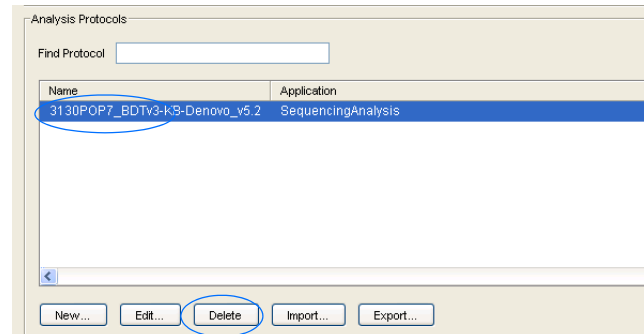 Analysis Protocols
Find Protocol
Name Application
3130POP7_BDTv3-KB-Denovo_v5.2 SequencingAnalysis
New... Edit... Delete Import... Export...